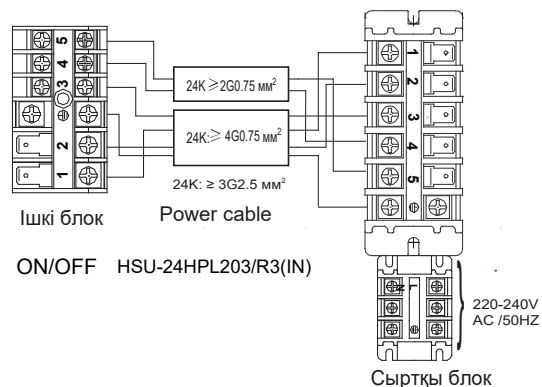 5
4
3
2
1
24K ≥ 2G0.75 мм²
24K:≥ 4G0.75 мм²
24K: ≥ 3G2.5 мм²
Power cable
Ішкі блок
ON/OFF HSU-24HPL203/R3(IN)
1
2
3
4
5
N L
220-240V
AC /50HZ
Сыртқы блок